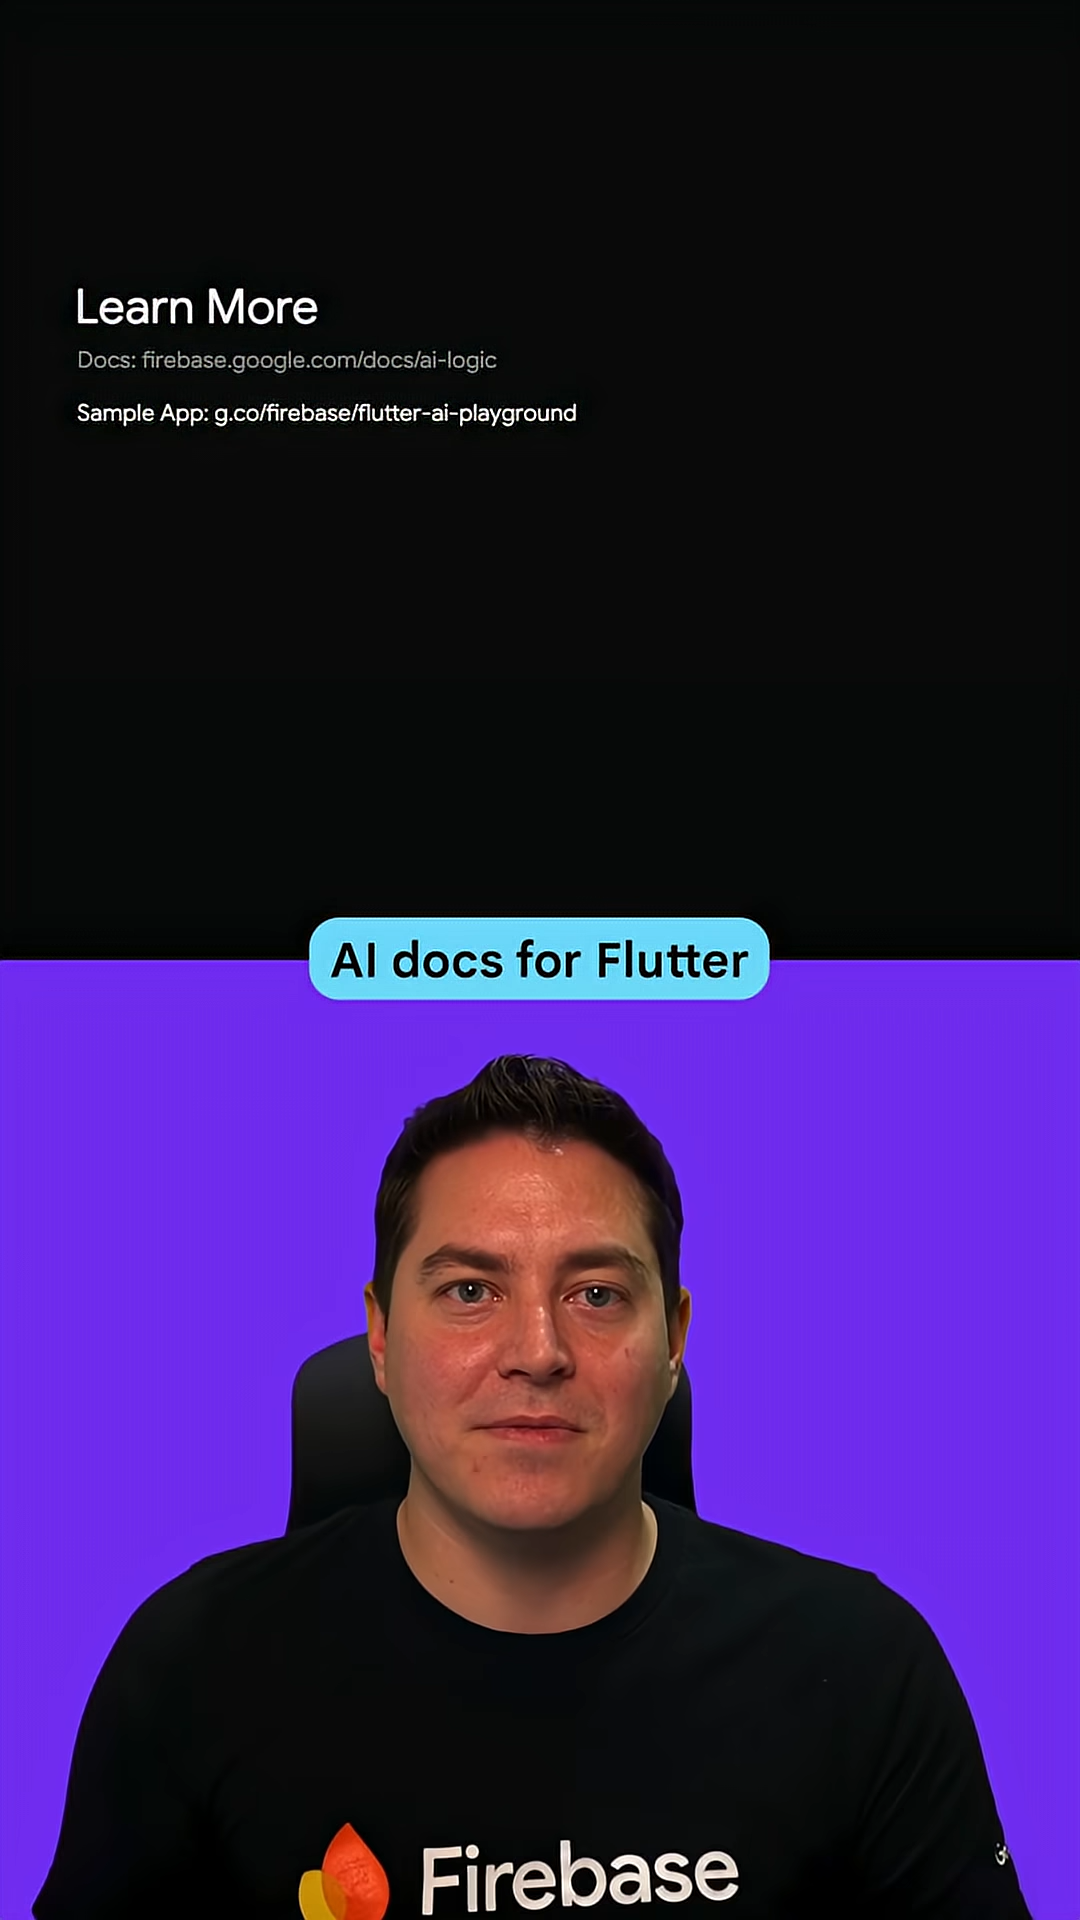 Learn More
Docs: firebase.google.com/docs/ai-logic
Sample App: g.co/firebase/flutter-ai-playground
AI docs for Flutter
Firebase